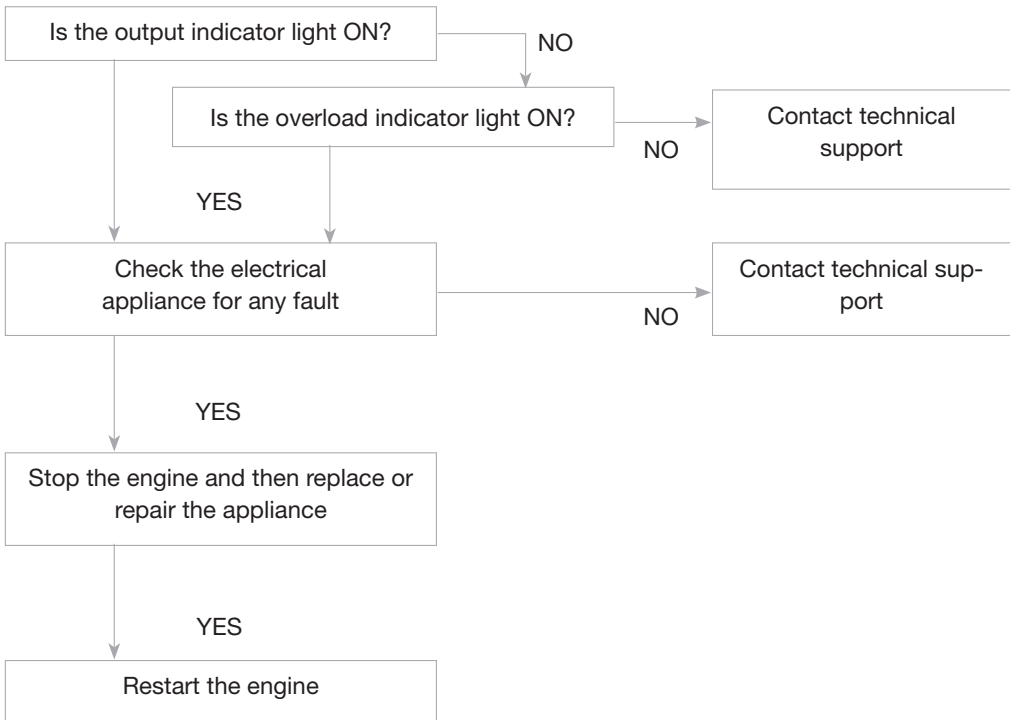 Is the output indicator light ON?
NO
Is the overload indicator light ON?
NO
Contact technical
support
YES
Check the electrical
appliance for any fault
NO
Contact technical sup-
port
YES
Stop the engine and then replace or
repair the appliance
YES
Restart the engine